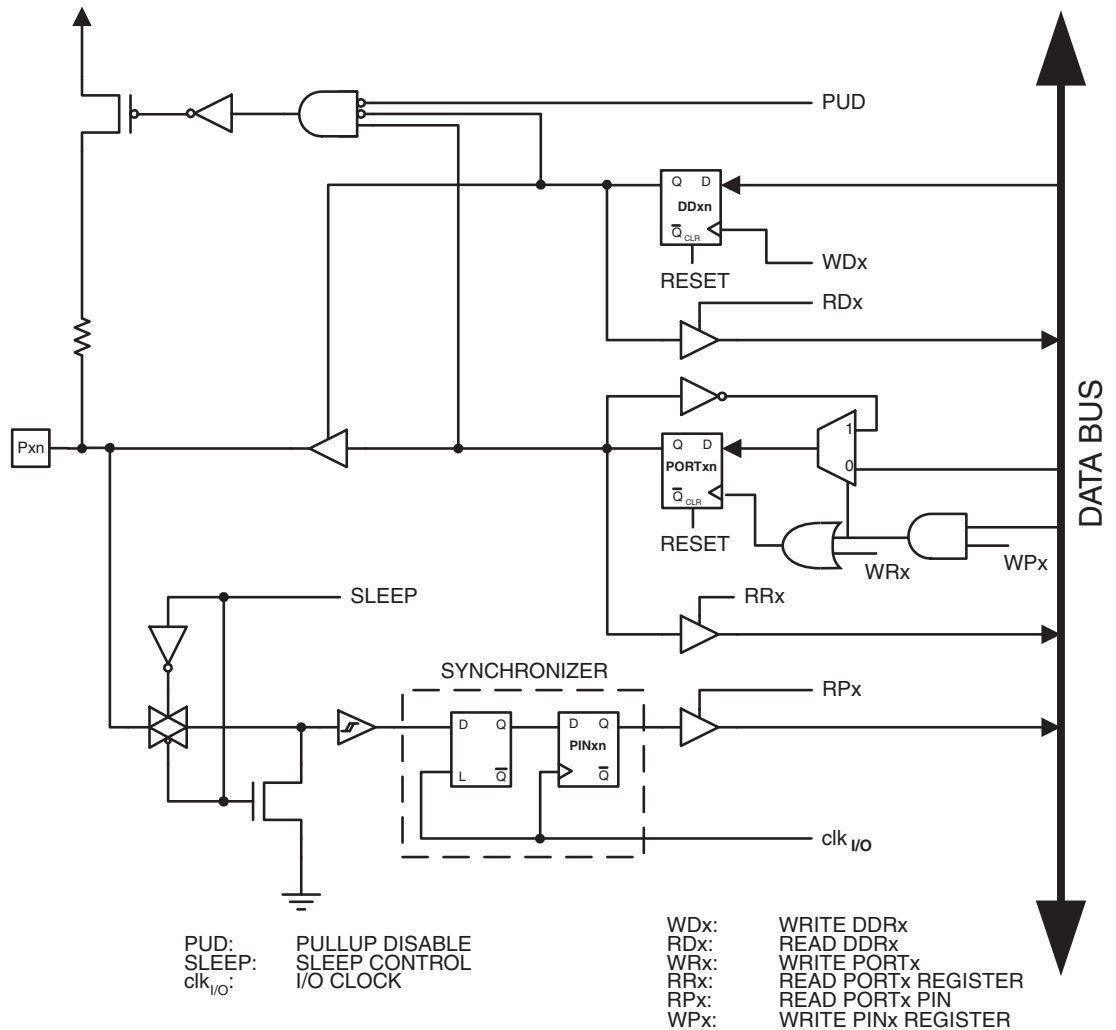 PUD
Q D
DDxn
Q CLR
WDx
RESET
RDx
Pxn
1
Q D
PORTxn
0
Q CLR
RESET
WRx
WPx
DATA BUS
SLEEP
RRx
SYNCHRONIZER
RPx
D Q
D Q
PINxn
L Q
Q
clk I/O
PUD: PULLUP DISABLE
SLEEP: SLEEP CONTROL
clkI/O: I/O CLOCK
WDx: WRITE DDRx
RDx: READ DDRx
WRx: WRITE PORTx
RRx: READ PORTx REGISTER
RPx: READ PORTx PIN
WPx: WRITE PINx REGISTER